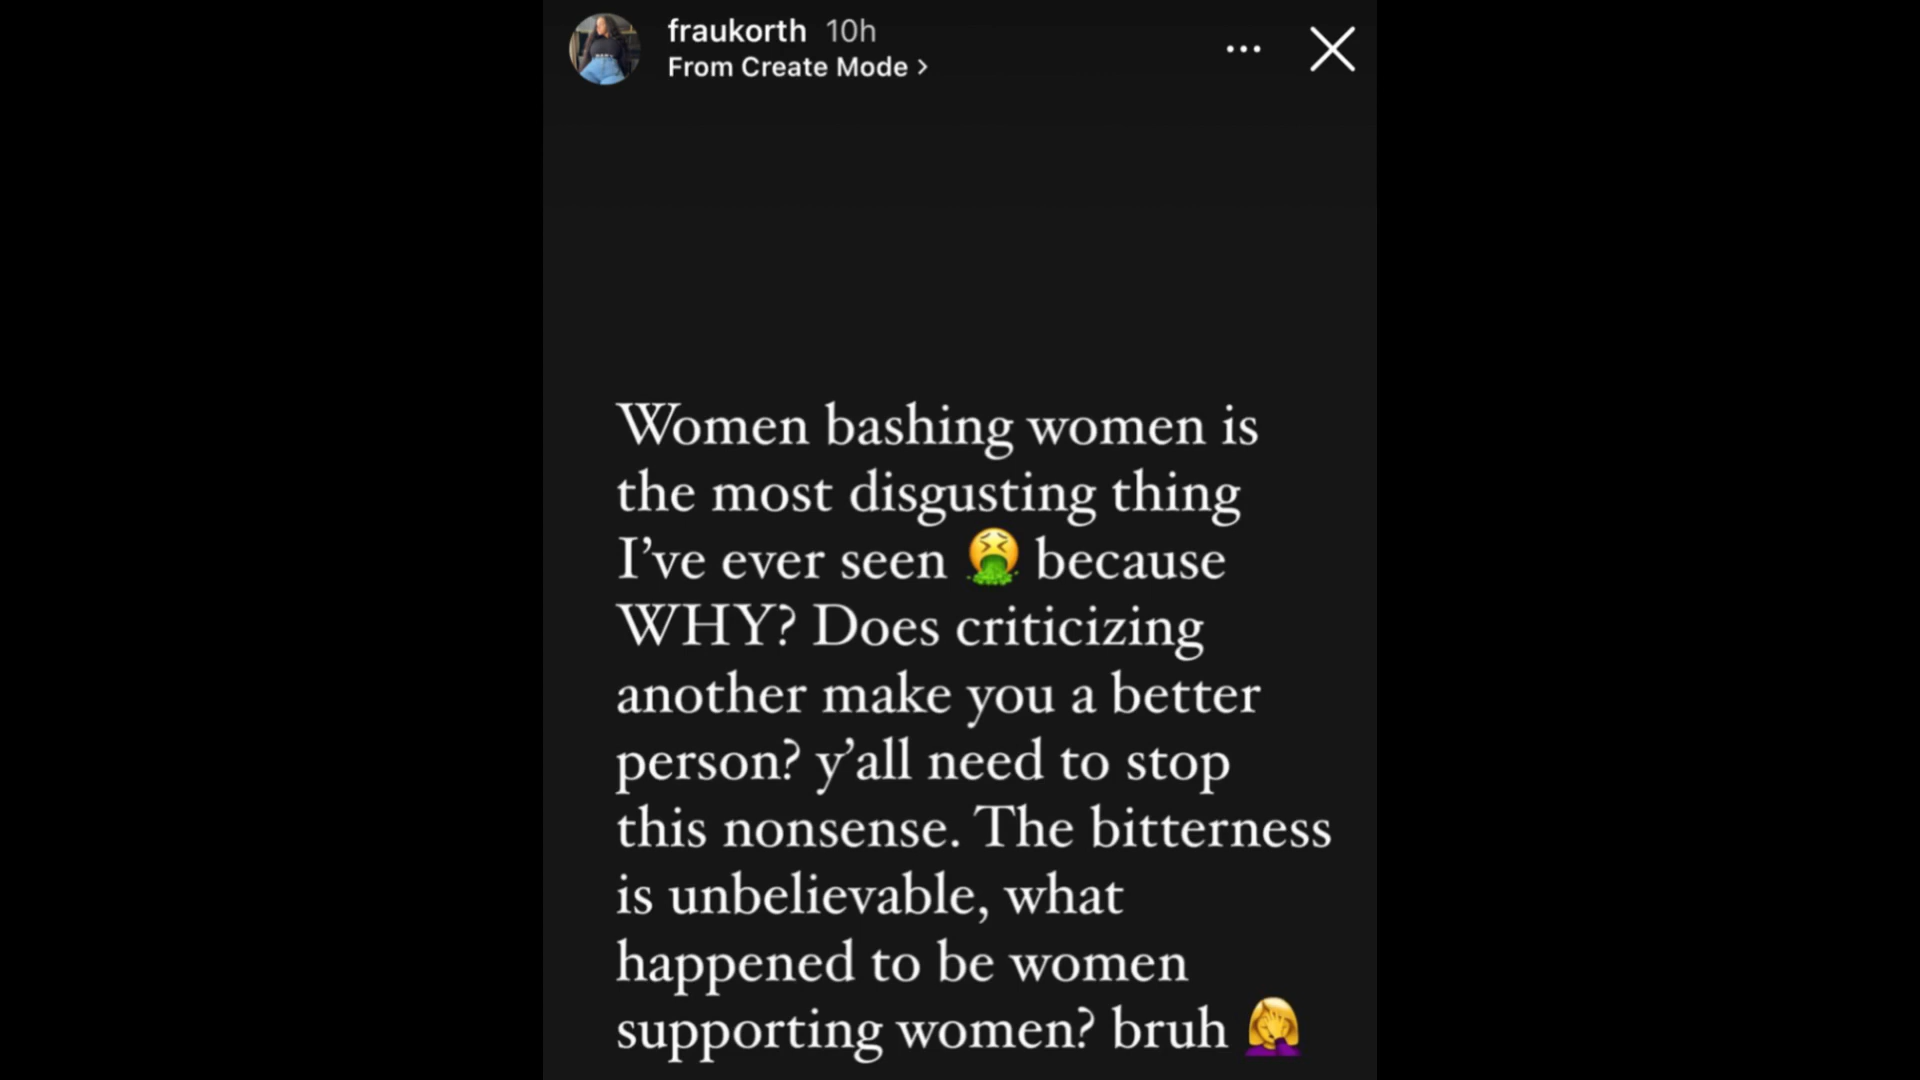 fraukorth 10h
From Create Mode >
Women bashing women is
the most disgusting thing
I’ve ever seen 🤮 because
WHY? Does criticizing
another make you a better
person? y’all need to stop
this nonsense. The bitterness
is unbelievable, what
happened to be women
supporting women? bruh 🤦‍♀️